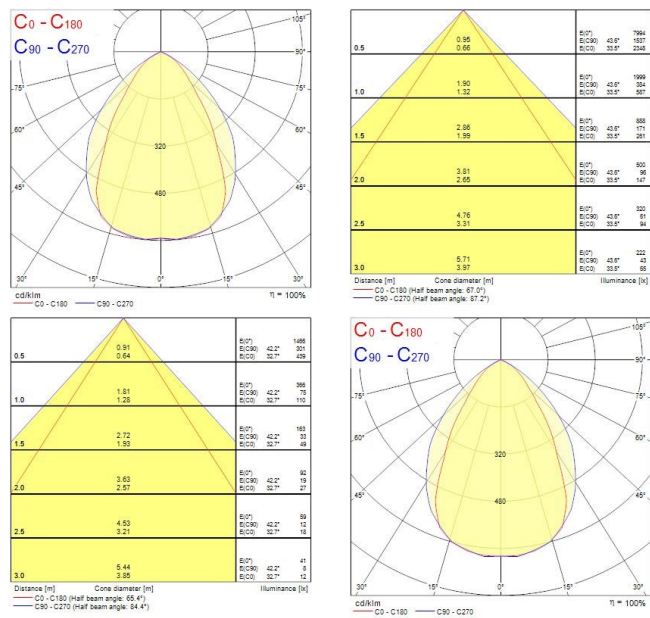 C0 - C180
C90 - C270
105°
90°
75°
75°
60°
60°
320
45°
45°
480
30°
15°
0°
15°
30°
cd/klm
η = 100%
C0 - C180
C90 - C270
0.5
0.95
0.66
E(0°) 7994
E(C90) 43.6° 1537
E(C0) 33.5° 2348
1.0
1.90
1.32
E(0°) 1999
E(C90) 43.6° 384
E(C0) 33.5° 587
1.5
2.86
1.99
E(0°) 888
E(C90) 43.6° 171
E(C0) 33.5° 261
2.0
3.81
2.65
E(0°) 500
E(C90) 43.6° 96
E(C0) 33.5° 147
2.5
4.76
3.31
E(0°) 320
E(C90) 43.6° 61
E(C0) 33.5° 94
3.0
5.71
3.97
E(0°) 222
E(C90) 43.6° 43
E(C0) 33.5° 65
Distance [m] Cone diameter [m] Illuminance [lx]
C0 - C180 (Half beam angle: 67.0°)
C90 - C270 (Half beam angle: 87.2°)
0.5
0.91
0.64
E(0°) 1466
E(C90) 42.2° 301
E(C0) 32.7° 439
1.0
1.81
1.28
E(0°) 366
E(C90) 42.2° 75
E(C0) 32.7° 110
1.5
2.72
1.93
E(0°) 163
E(C90) 42.2° 33
E(C0) 32.7° 49
2.0
3.63
2.57
E(0°) 92
E(C90) 42.2° 19
E(C0) 32.7° 27
2.5
4.53
3.21
E(0°) 59
E(C90) 42.2° 12
E(C0) 32.7° 18
3.0
5.44
3.85
E(0°) 41
E(C90) 42.2° 8
E(C0) 32.7° 12
Distance [m] Cone diameter [m] Illuminance [lx]
C0 - C180 (Half beam angle: 65.4°)
C90 - C270 (Half beam angle: 84.4°)
C0 - C180
C90 - C270
105°
90°
75°
75°
60°
60°
320
45°
45°
480
30°
15°
0°
15°
30°
cd/klm
η = 100%
C0 - C180
C90 - C270